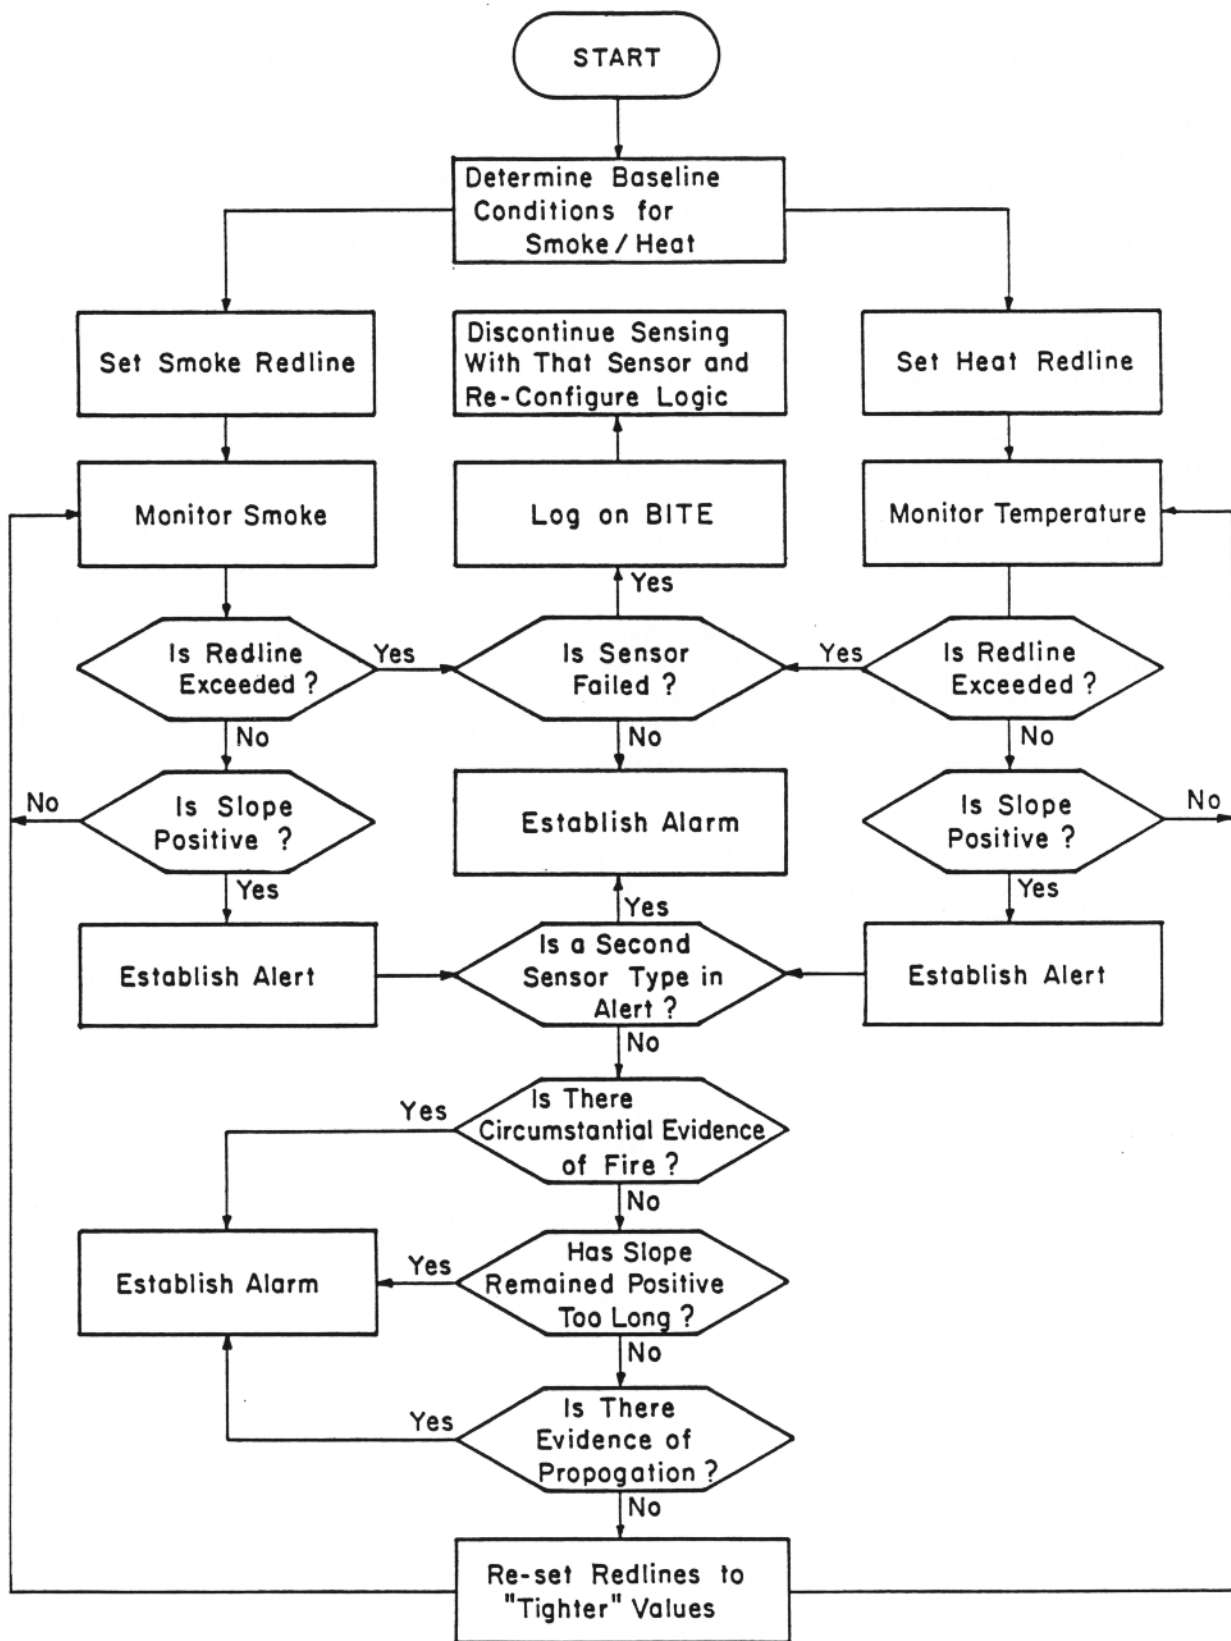 START
Determine Baseline
Conditions for
Smoke / Heat
Set Smoke Redline
Discontinue Sensing
With That Sensor and
Re-Configure Logic
Set Heat Redline
Monitor Smoke
Log on BITE
Monitor Temperature
Yes
Is Redline
Exceeded ?
Yes
Is Sensor
Failed ?
Yes
Is Redline
Exceeded ?
No
No
No
No
Is Slope
Positive ?
Establish Alarm
Is Slope
Positive ?
No
Yes
Yes
Yes
Establish Alert
Is a Second
Sensor Type in
Alert ?
Establish Alert
No
Yes
Is There
Circumstantial Evidence
of Fire ?
No
Establish Alarm
Yes
Has Slope
Remained Positive
Too Long ?
No
Yes
Is There
Evidence of
Propogation ?
No
Re-set Redlines to
"Tighter" Values